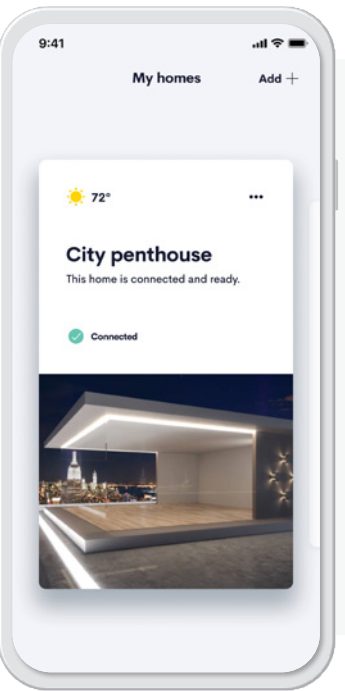 9:41
My homes
Add +
72°
•••
City penthouse
This home is connected and ready.
Connected